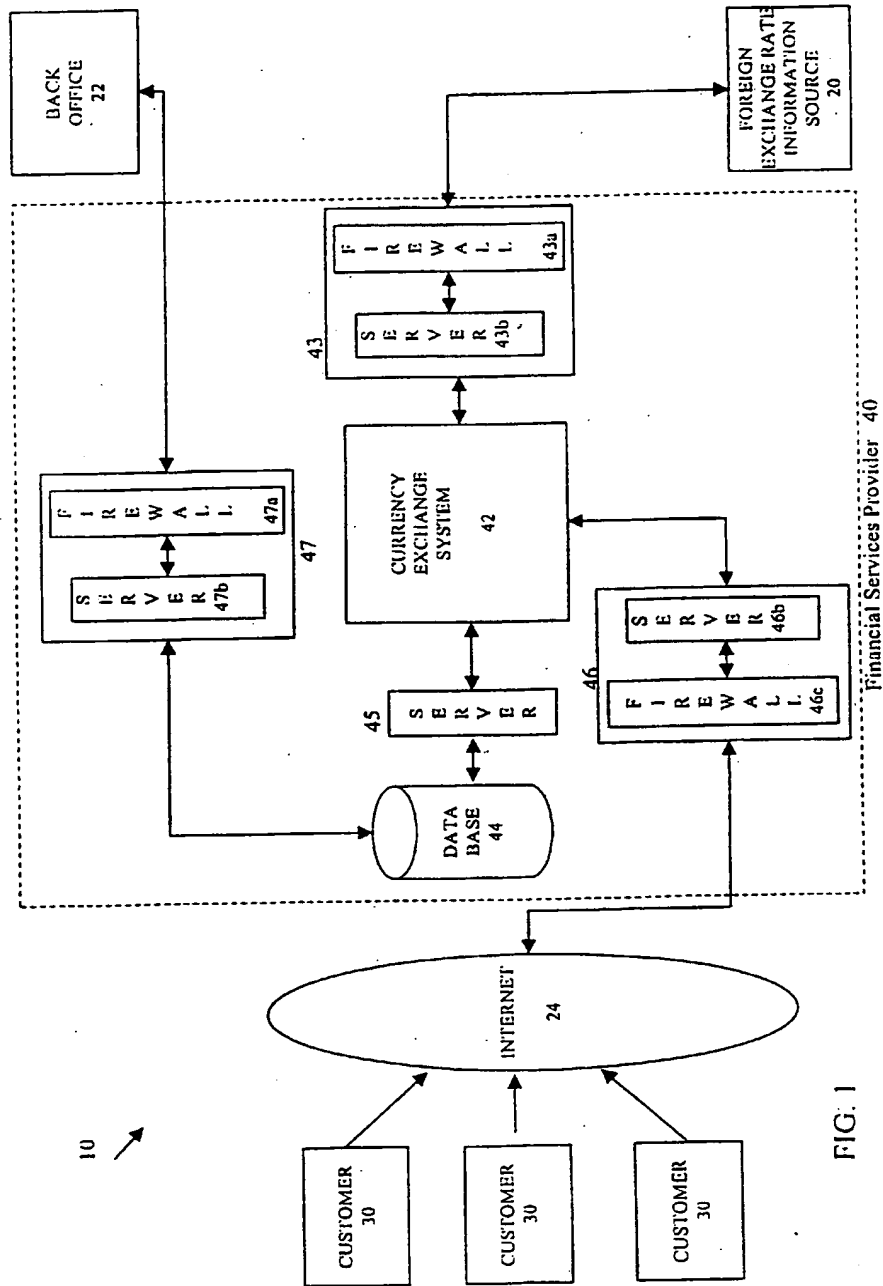 10
CUSTOMER
30
CUSTOMER
30
CUSTOMER
30
INTERNET
24
DATA
BASE
44
45
SERVER
CURRENCY
EXCHANGE
SYSTEM
42
47
SERVER
47b
FIREWALL
47a
43
SERVER
43b
FIREWALL
43a
46
FIREWALL
46c
SERVER
46b
BACK
OFFICE
22
FOREIGN
EXCHANGE RATE
INFORMATION
SOURCE
20
Financial Services Provider 40
FIG. 1